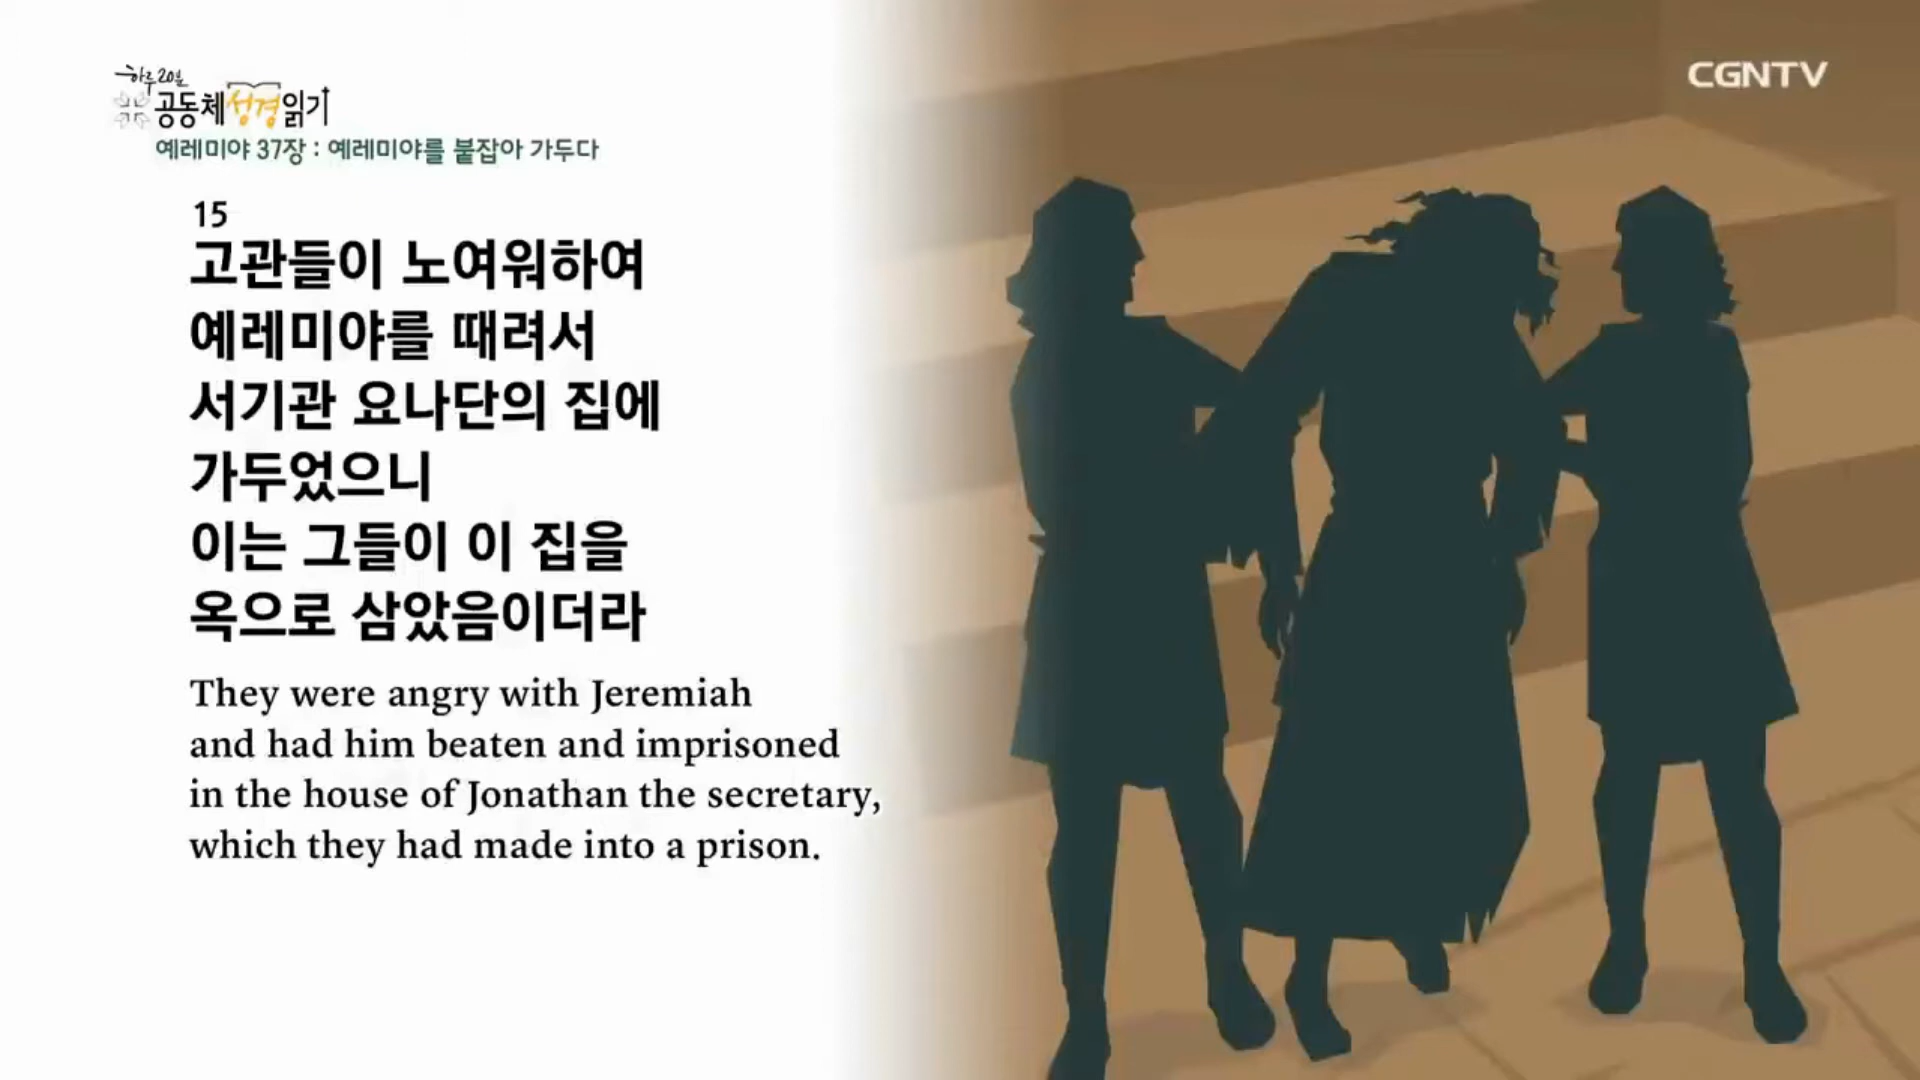 하루 20분
공동체성경읽기
CGNTV
예레미야 37장 : 예레미야를 붙잡아 가두다
15
고관들이 노여워하여
예레미야를 때려서
서기관 요나단의 집에
가두었으니
이는 그들이 이 집을
옥으로 삼았음이더라
They were angry with Jeremiah
and had him beaten and imprisoned
in the house of Jonathan the secretary,
which they had made into a prison.